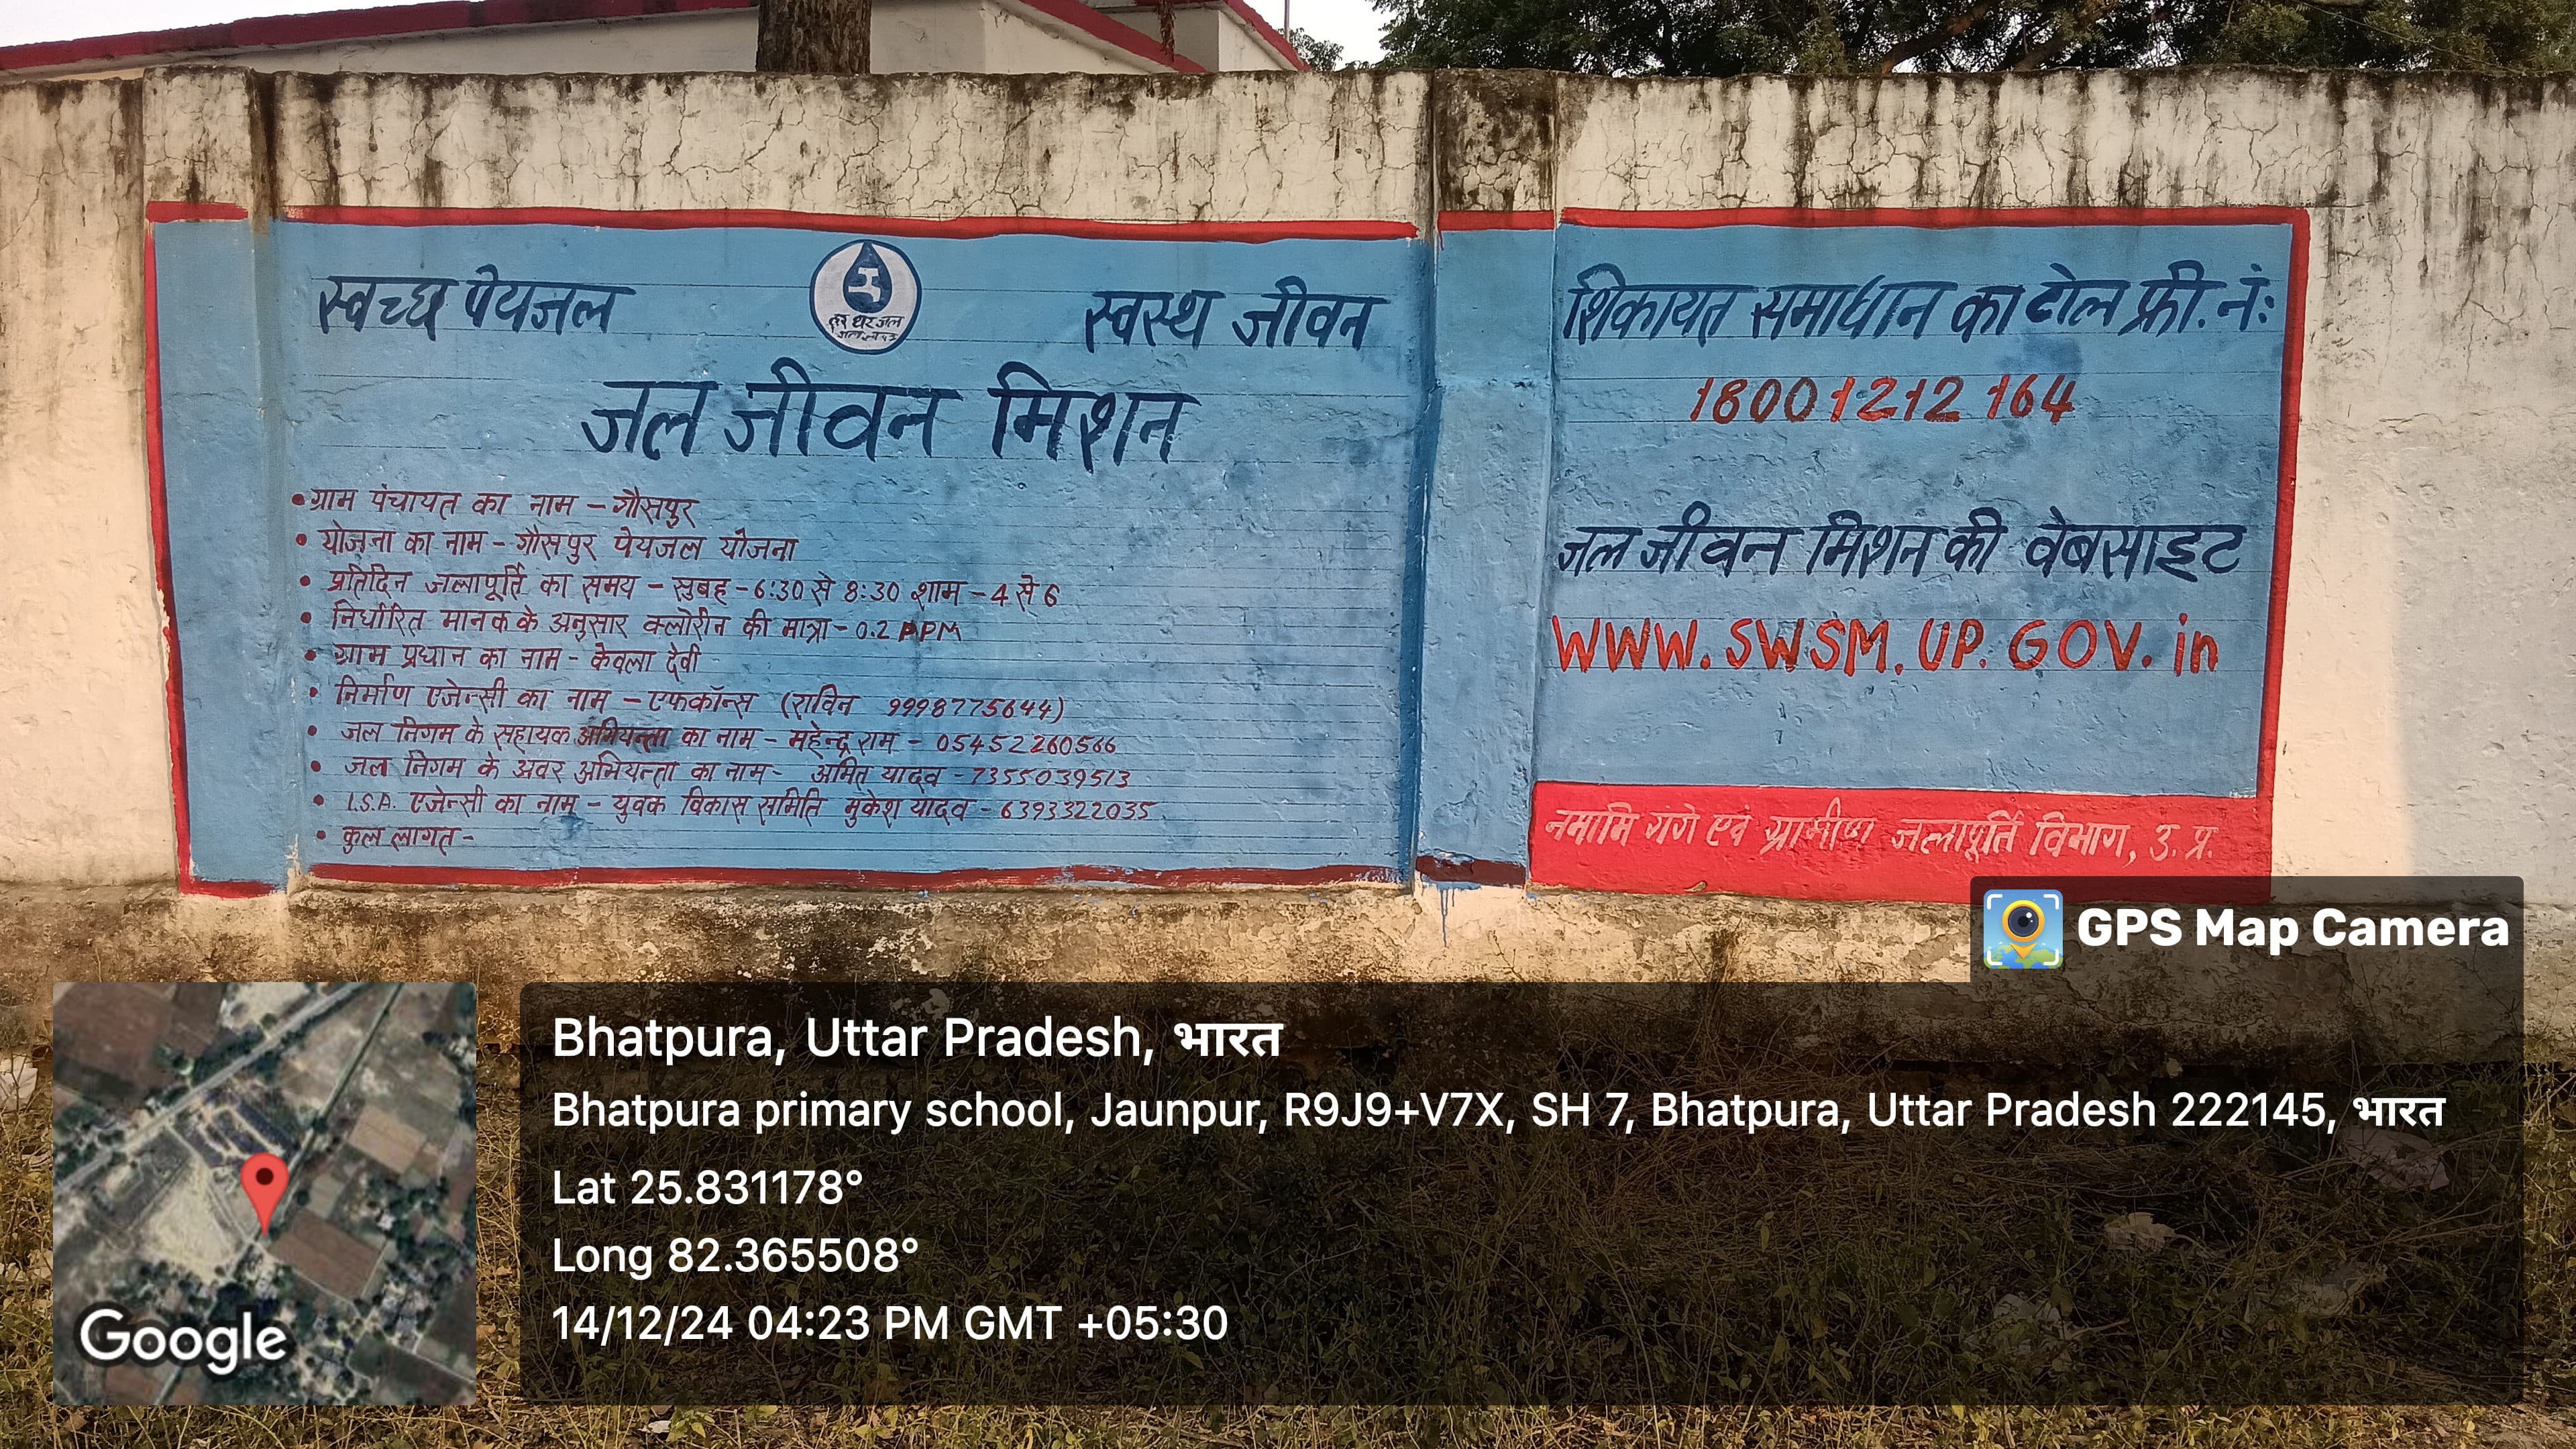 स्वच्छ पेयजल
स्वस्थ जीवन
हर घर जल
जल जीवन मिशन
•ग्राम पंचायत का नाम - गौसपुर
• योजना का नाम - गौसपुर पेयजल योजना
• प्रतिदिन जलापूर्ति का समय - सुबह - 6:30 से 8:30 शाम - 4 से 6
• निर्धारित मानक के अनुसार क्लोरीन की मात्रा - 0.2 PPM
• ग्राम प्रधान का नाम - केवला देवी
• निर्माण एजेन्सी का नाम - एफकॉन्स (राविन 9998775644)
• जल निगम के सहायक अभियन्ता का नाम - महेन्द्र राम - 05452260566
• जल निगम के अवर अभियन्ता का नाम - अमित यादव - 7355039513
• I.S.A. एजेन्सी का नाम - युवक विकास समिति मुकेश यादव - 6393322035
• कुल लागत -
शिकायत समाधान का टोल फ्री. नं:
18001212164
जल जीवन मिशन की वेबसाइट
WWW.SWSM.UP.GOV.in
नमामि गंगे एवं ग्रामीण जलापूर्ति विभाग, उ. प्र.
GPS Map Camera
Bhatpura, Uttar Pradesh, भारत
Bhatpura primary school, Jaunpur, R9J9+V7X, SH 7, Bhatpura, Uttar Pradesh 222145, भारत
Lat 25.831178°
Long 82.365508°
14/12/24 04:23 PM GMT +05:30
Google